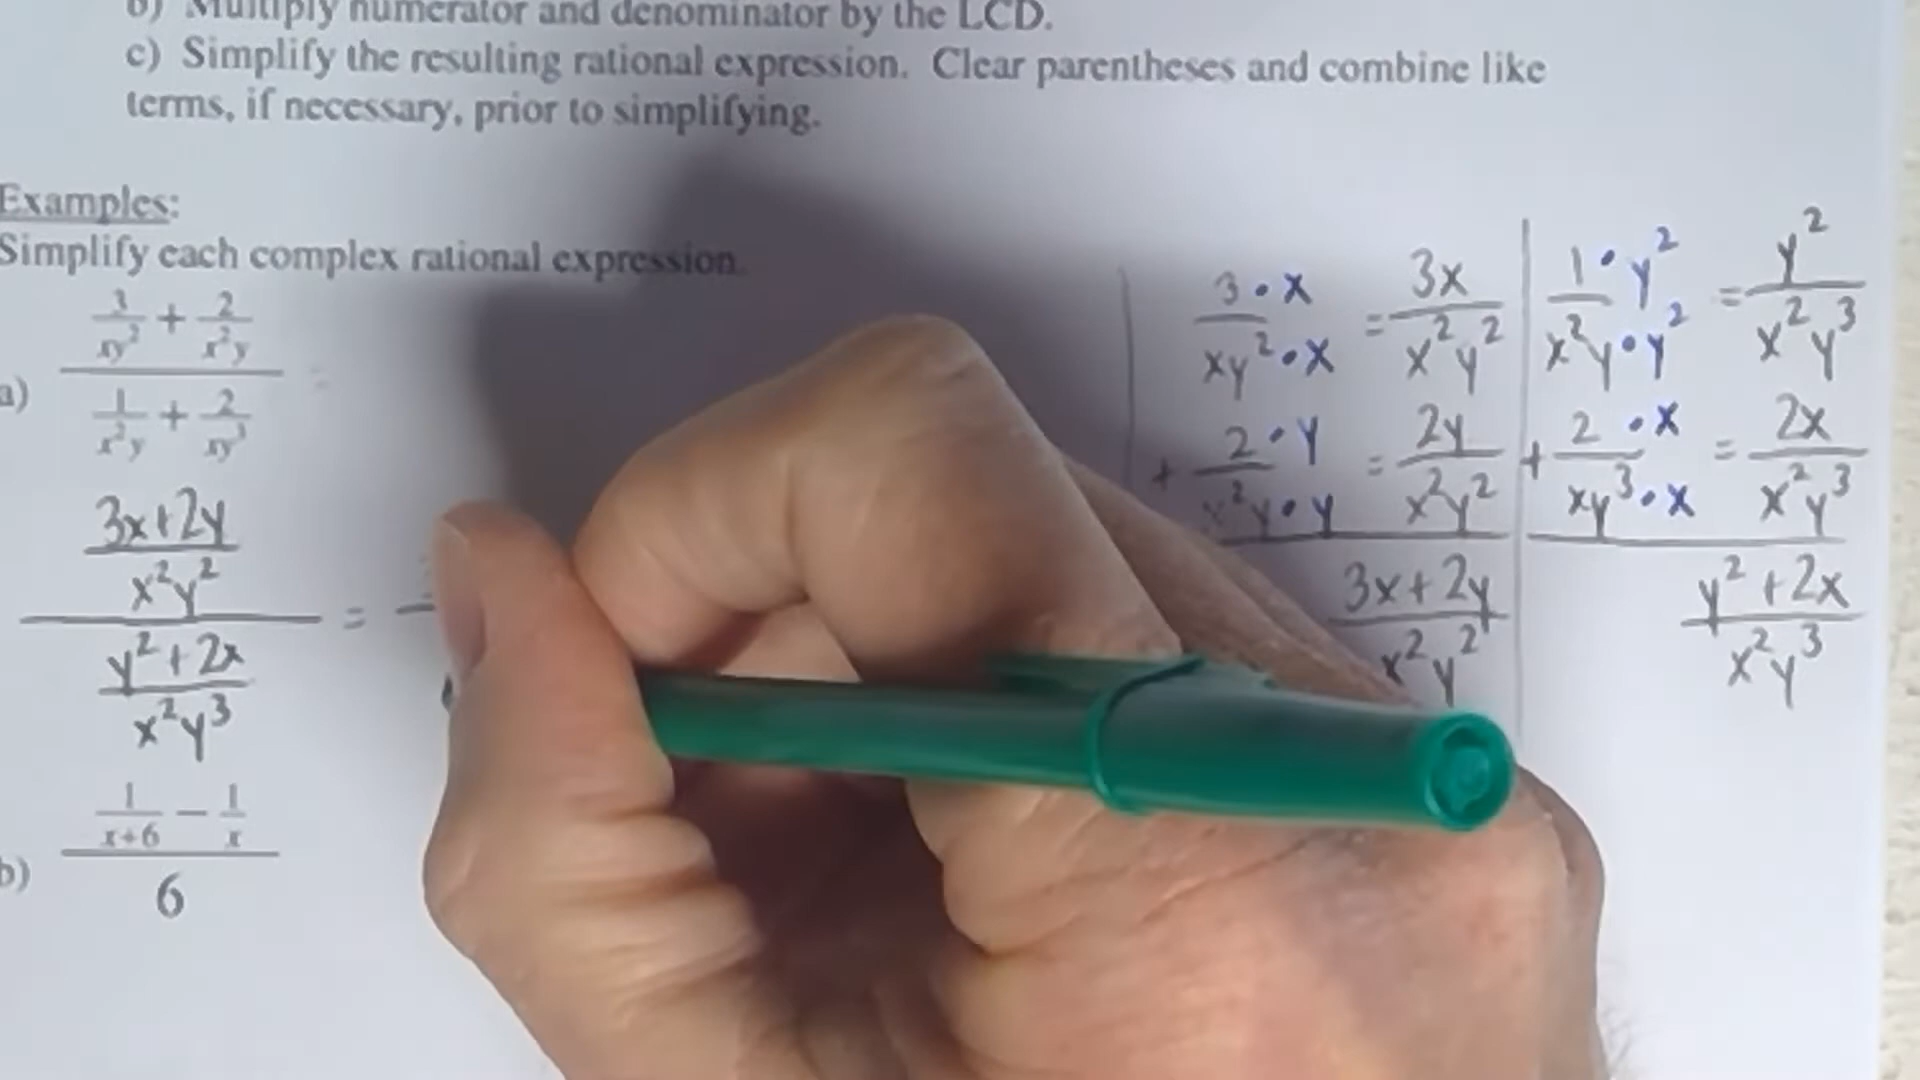 b) Multiply numerator and denominator by the LCD.
c) Simplify the resulting rational expression. Clear parentheses and combine like
terms, if necessary, prior to simplifying.
Examples:
Simplify each complex rational expression.
a) (3/(xy²) + 2/(x²y)) / (1/(x²y) + 2/(xy³)) =
((3x+2y)/(x²y²)) / ((y²+2x)/(x²y³)) =
b) (1/(x+6) − 1/x) / 6
(3•x)/(xy²•x) = 3x/(x²y²)
+ (2•y)/(x²y•y) = 2y/(x²y²)
(3x+2y)/(x²y²)
(1•y²)/(x²y•y²) = y²/(x²y³)
+ (2•x)/(xy³•x) = 2x/(x²y³)
(y²+2x)/(x²y³)